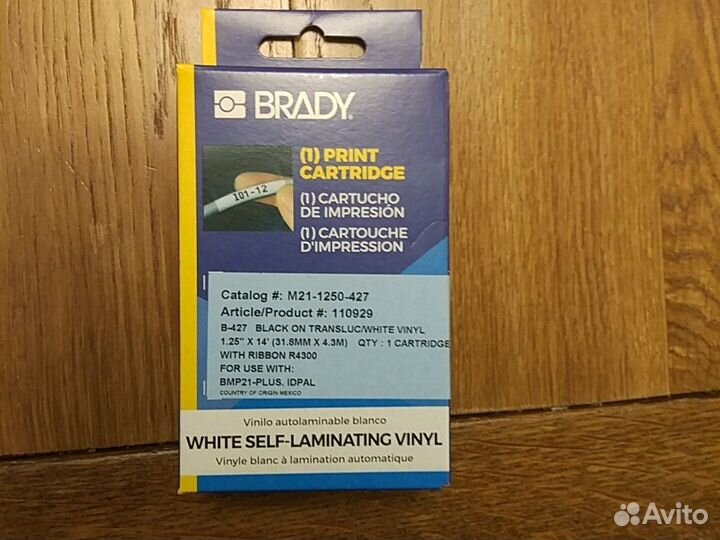 BRADY
(1) PRINT
CARTRIDGE
(1) CARTUCHO
DE IMPRESIÓN
(1) CARTOUCHE
D'IMPRESSION
I01-12
Catalog #: M21-1250-427
Article/Product #: 110929
B-427 BLACK ON TRANSLUC/WHITE VINYL
1.25" X 14' (31.8MM X 4.3M) QTY : 1 CARTRIDGE
WITH RIBBON R4300
FOR USE WITH:
BMP21-PLUS. IDPAL
COUNTRY OF ORIGIN MEXICO
Vinilo autolaminable blanco
WHITE SELF-LAMINATING VINYL
Vinyle blanc à lamination automatique
Avito